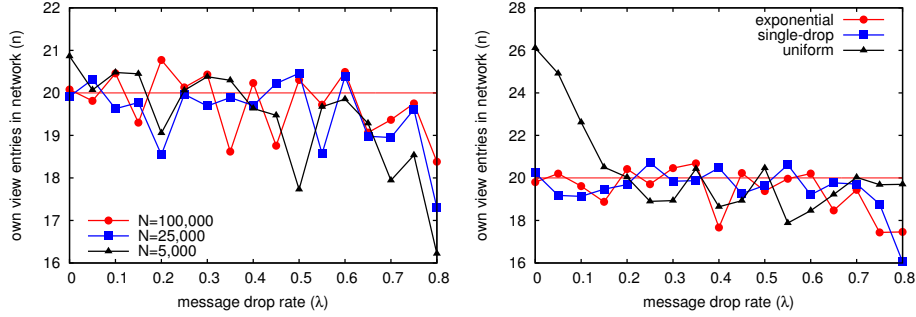 own view entries in network (n)
22
21
20
19
18
17
16
0 0.1 0.2 0.3 0.4 0.5 0.6 0.7 0.8
message drop rate (λ)
N=100,000
N=25,000
N=5,000
own view entries in network (n)
28
26
24
22
20
18
16
0 0.1 0.2 0.3 0.4 0.5 0.6 0.7 0.8
message drop rate (λ)
exponential
single-drop
uniform